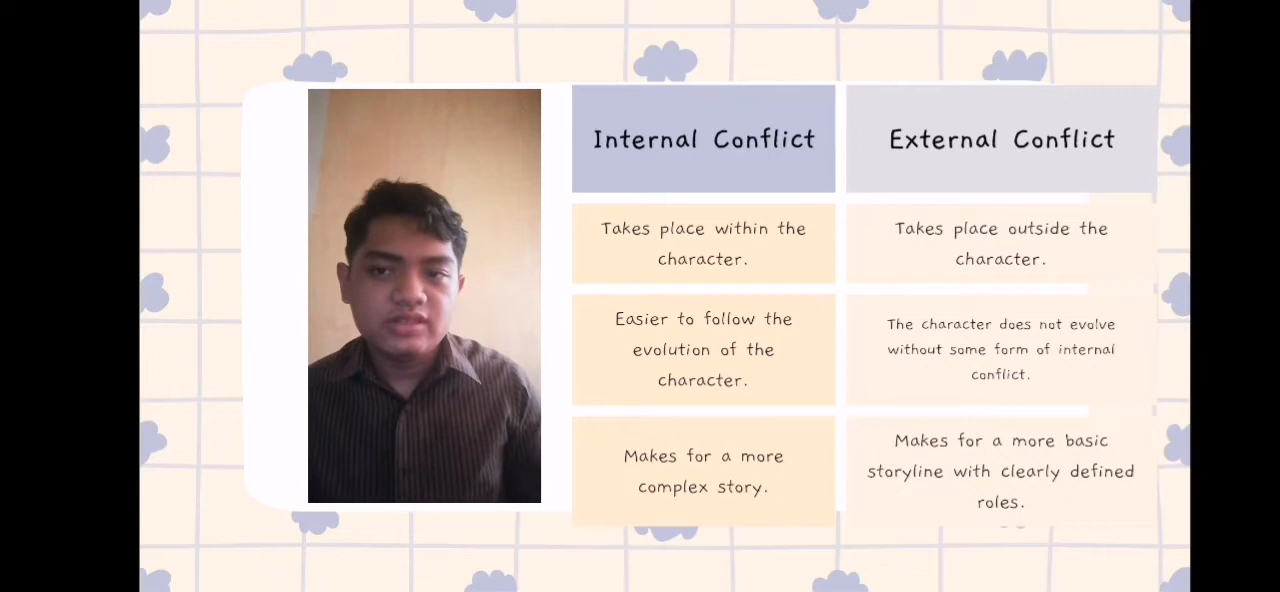 Internal Conflict
External Conflict
Takes place within the
character.
Takes place outside the
character.
Easier to follow the
evolution of the
character.
The character does not evolve
without some form of internal
conflict.
Makes for a more
complex story.
Makes for a more basic
storyline with clearly defined
roles.